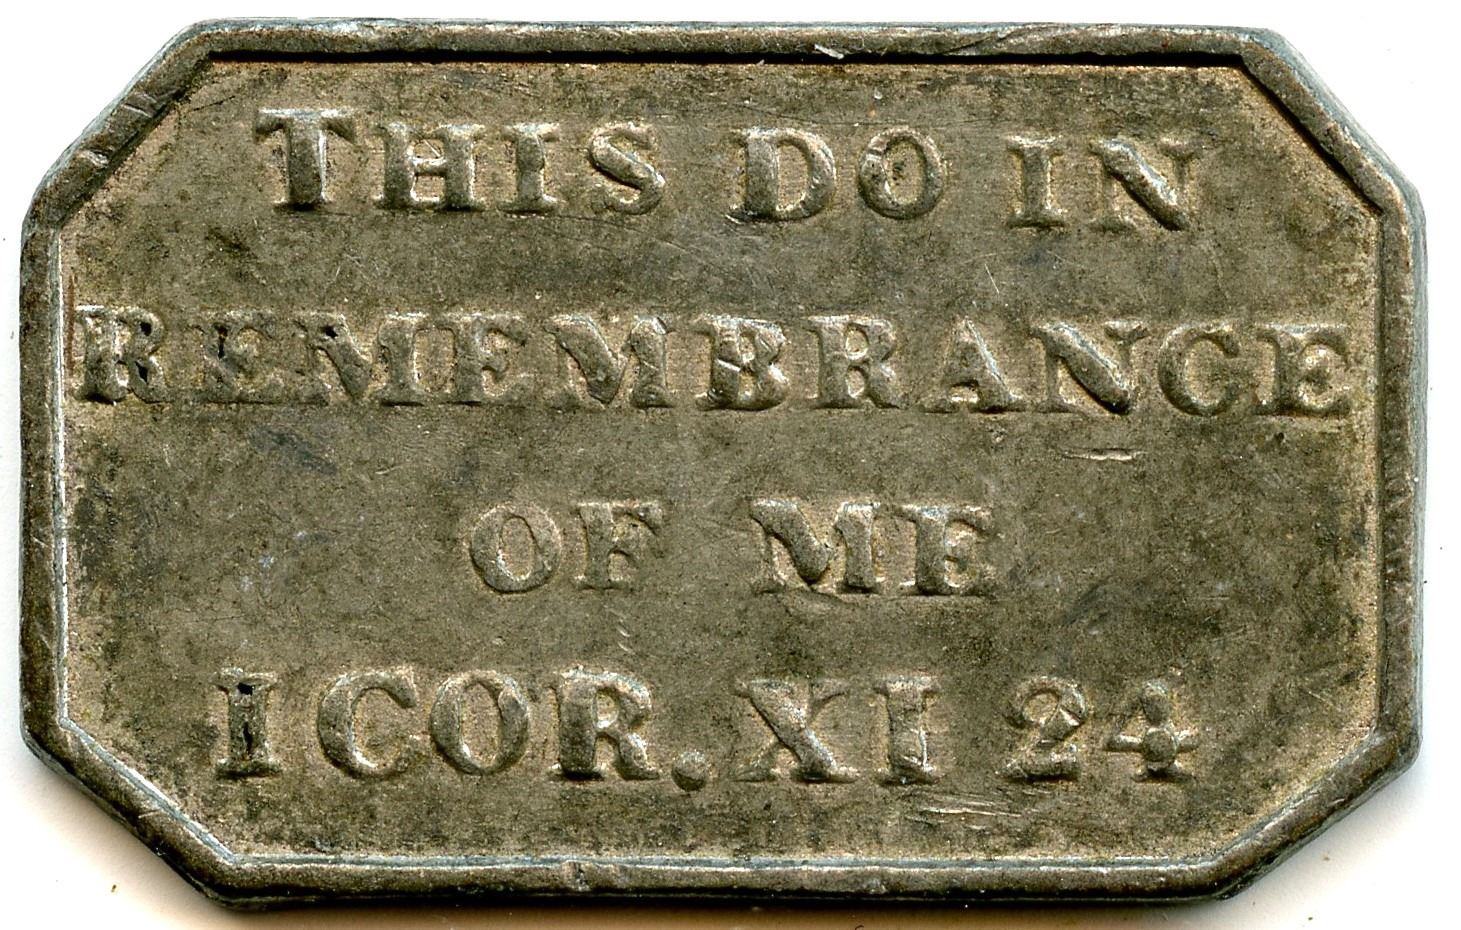 THIS DO IN
REMEMBRANCE
OF ME
I COR. XI 24